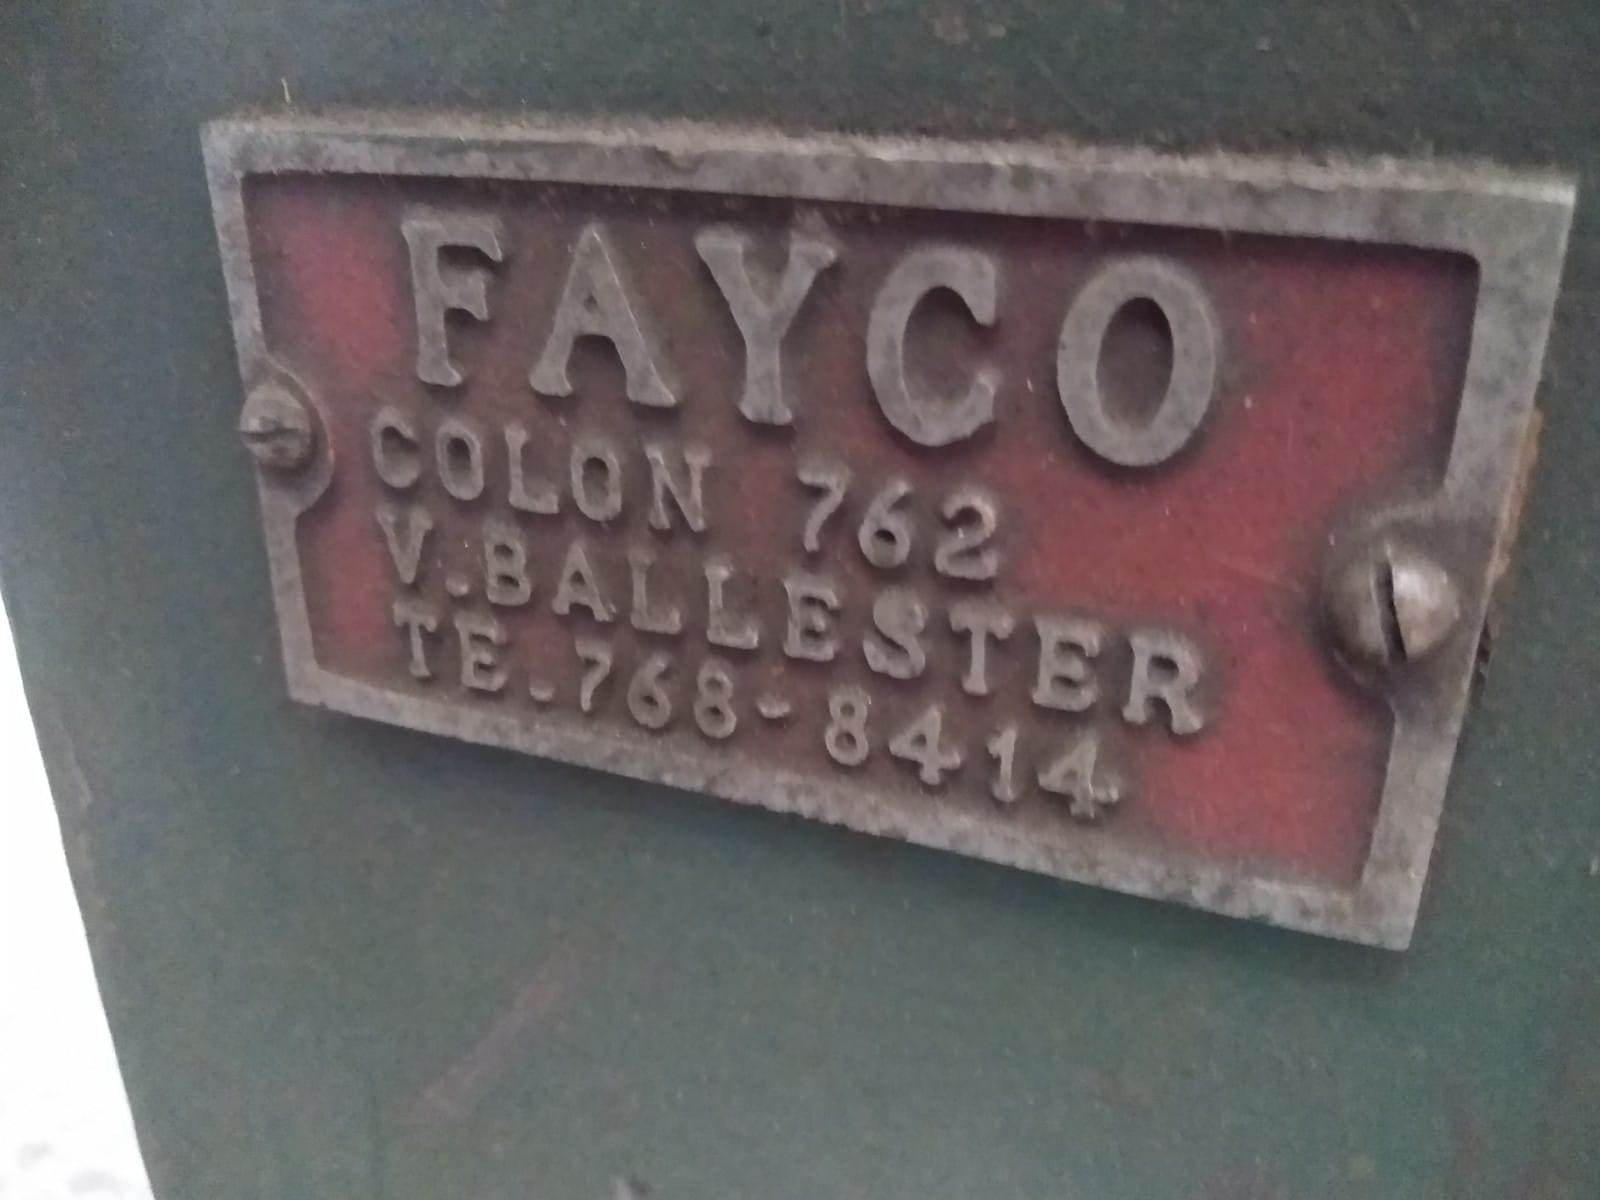 FAYCO
COLON 762
V.BALLESTER
TE.768-8414